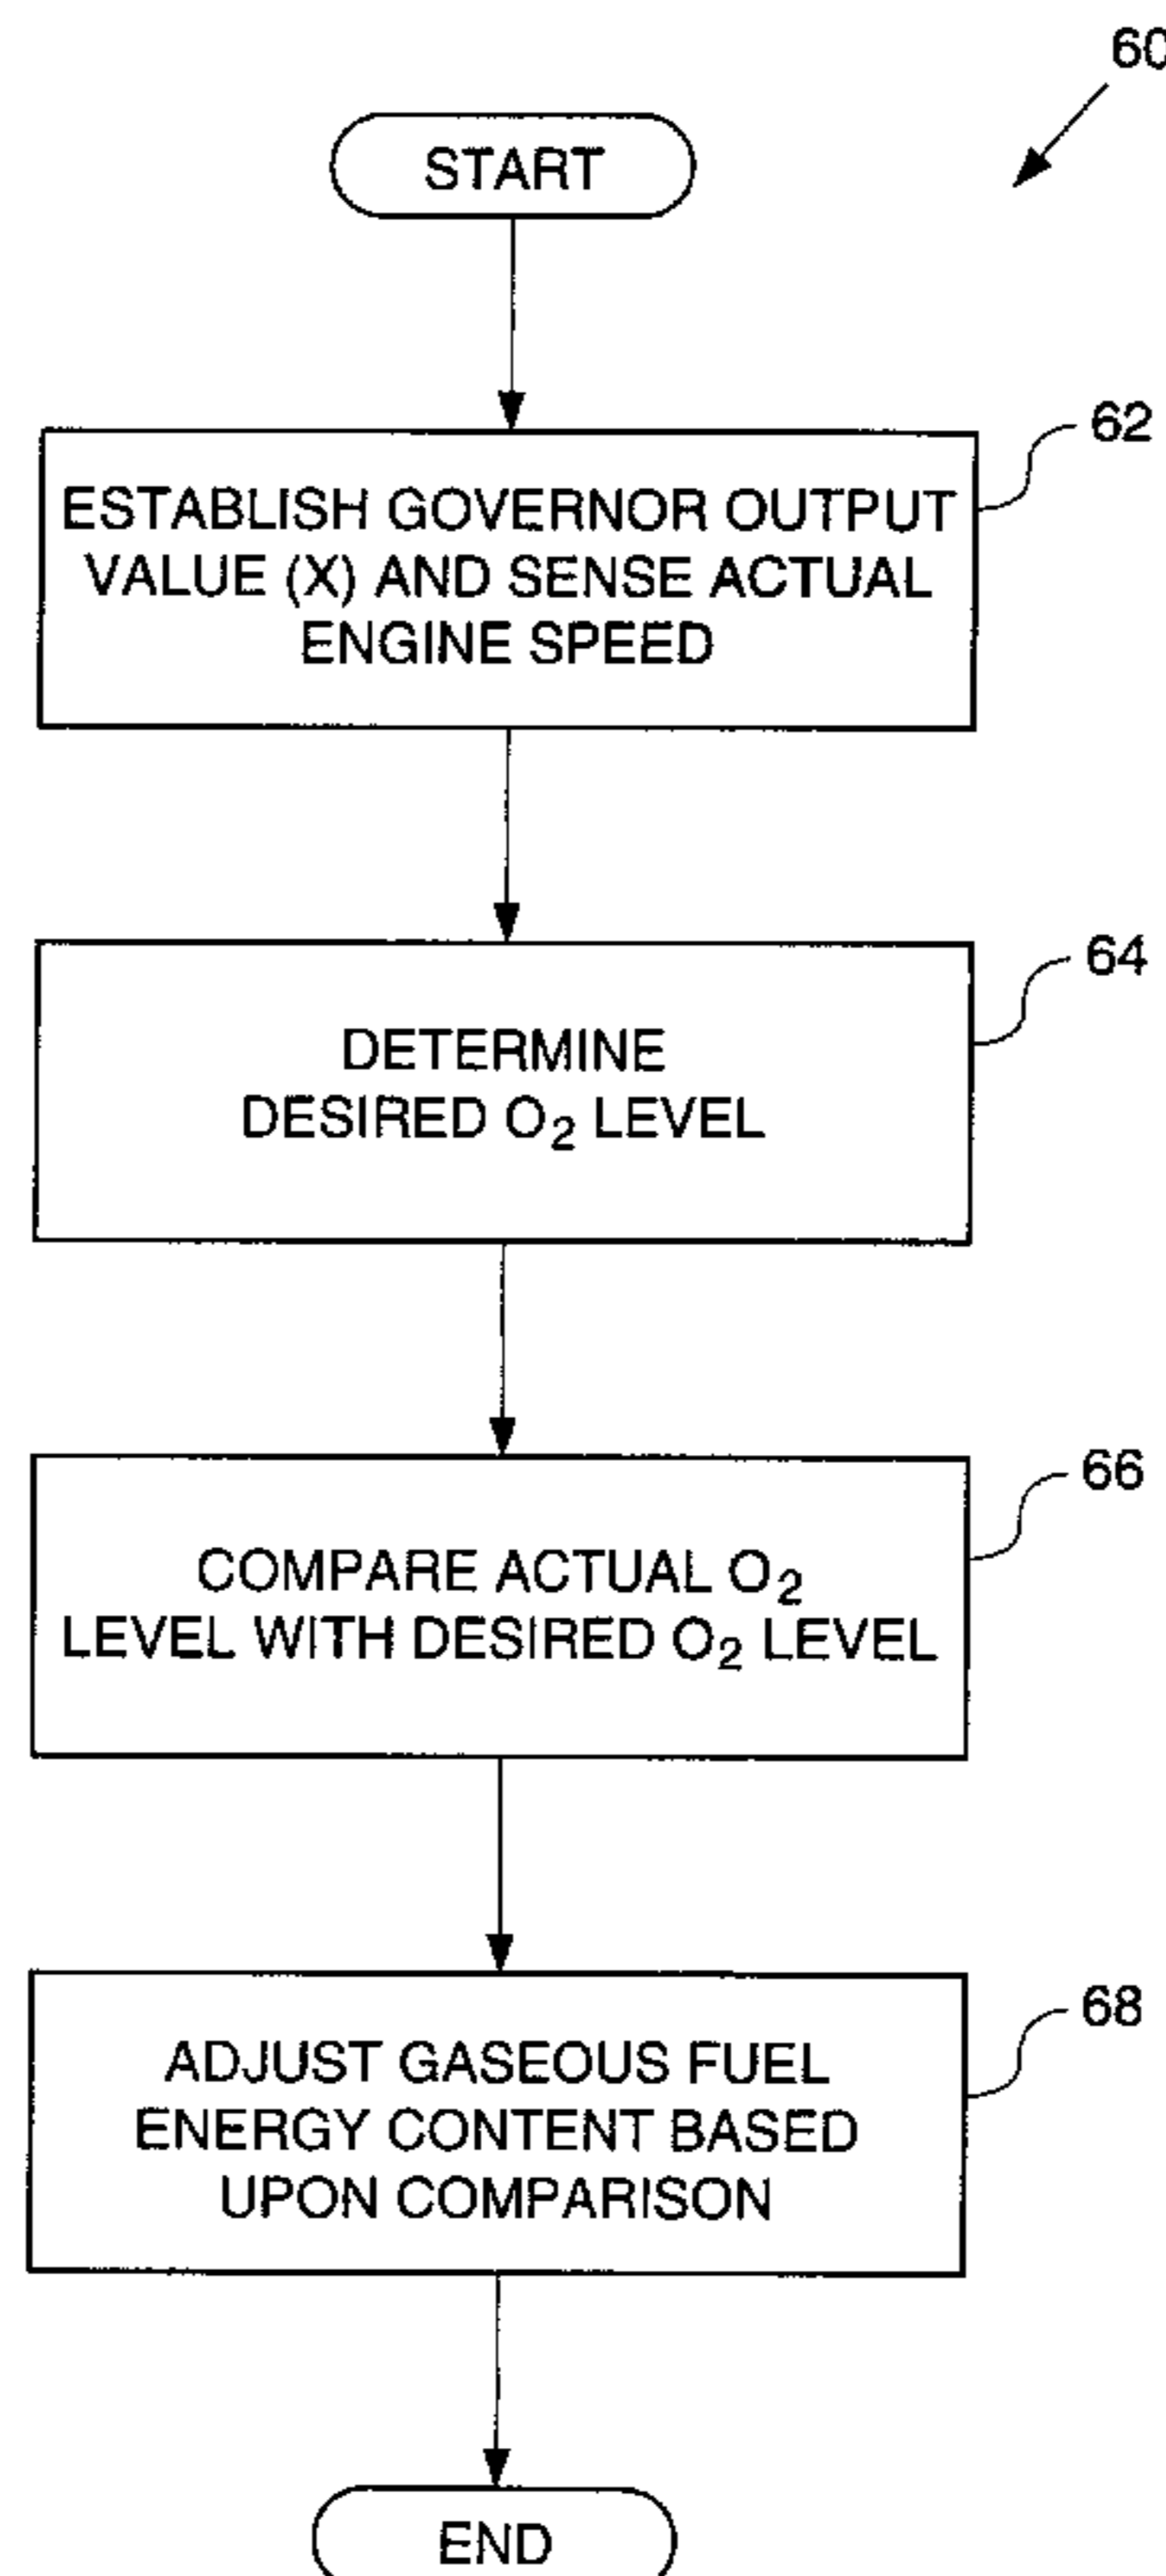 60
START
62
ESTABLISH GOVERNOR OUTPUT
VALUE (X) AND SENSE ACTUAL
ENGINE SPEED
64
DETERMINE
DESIRED O2 LEVEL
66
COMPARE ACTUAL O2
LEVEL WITH DESIRED O2 LEVEL
68
ADJUST GASEOUS FUEL
ENERGY CONTENT BASED
UPON COMPARISON
END